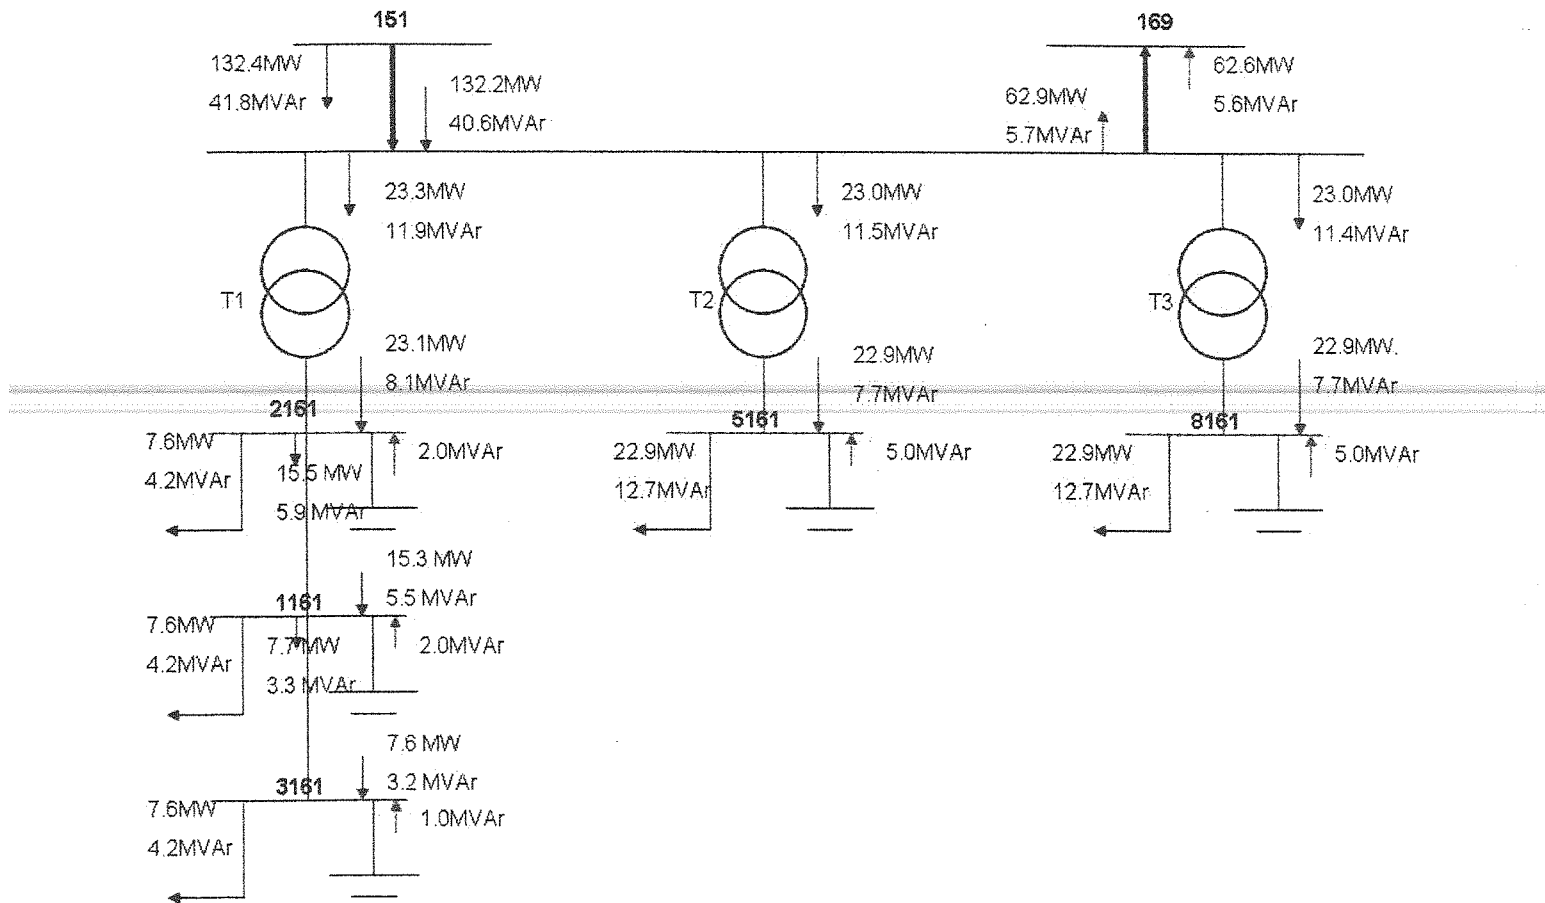 151
169
132.4MW
41.8MVAr
132.2MW
40.6MVAr
62.9MW
5.7MVAr
62.6MW
5.6MVAr
23.3MW
11.9MVAr
23.0MW
11.5MVAr
23.0MW
11.4MVAr
T1
T2
T3
23.1MW
8.1MVAr
22.9MW
7.7MVAr
22.9MW
7.7MVAr
2161
5161
8161
7.6MW
4.2MVAr
15.5 MW
5.9 MVAr
2.0MVAr
22.9MW
12.7MVAr
5.0MVAr
22.9MW
12.7MVAr
5.0MVAr
15.3 MW
5.5 MVAr
1161
7.6MW
4.2MVAr
7.7 MW
3.3 MVAr
2.0MVAr
7.6 MW
3.2 MVAr
3161
7.6MW
4.2MVAr
1.0MVAr